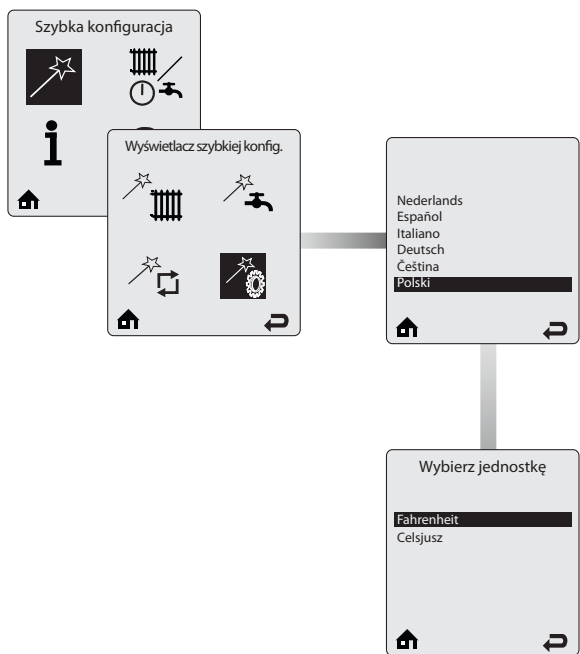 Szybka konfiguracja
Wyświetlacz szybkiej konfig.
Nederlands
Español
Italiano
Deutsch
Čeština
Polski
Wybierz jednostkę
Fahrenheit
Celsjusz